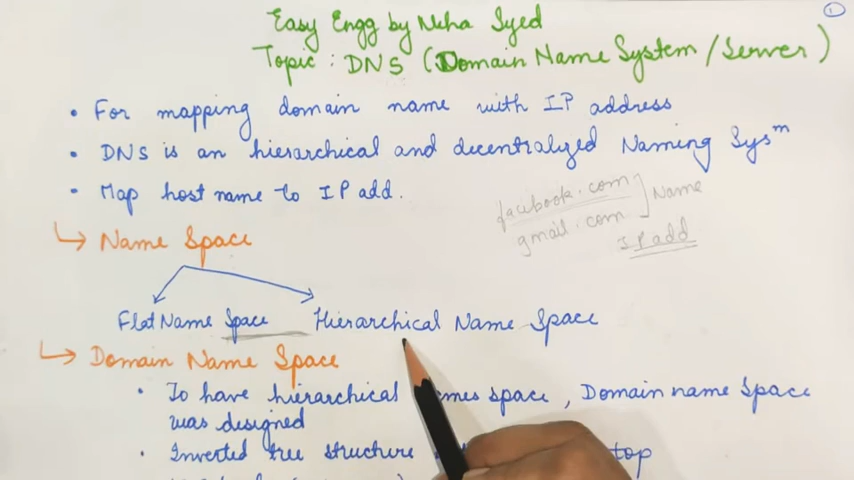 1
Easy Engg by Neha Syed
Topic : DNS (Domain Name System / Server)
• For mapping domain name with IP address
• DNS is an hierarchical and decentralized Naming Sysm
• Map host name to IP add.
facebook.com
gmail.com
] Name
IP add
Name Space
Flat Name Space Hierarchical Name Space
Domain Name Space
• To have hierarchical space, Domain name Space
was designed
• Inverted tree structure top